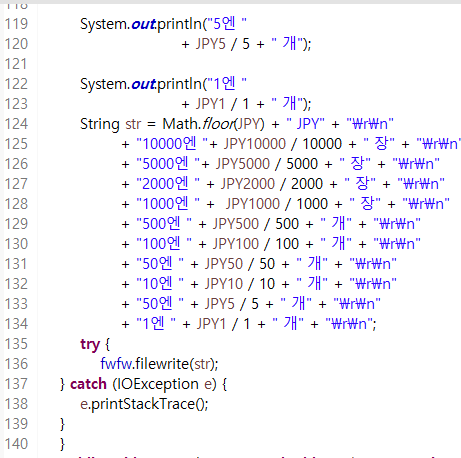 118
119 System.out.println("5엔 "
120 + JPY5 / 5 + " 개");
121
122 System.out.println("1엔 "
123 + JPY1 / 1 + " 개");
124 String str = Math.floor(JPY) + " JPY" + "₩r₩n"
125 + "10000엔 "+ JPY10000 / 10000 + " 장" + "₩r₩n"
126 + "5000엔 "+ JPY5000 / 5000 + " 장" + "₩r₩n"
127 + "2000엔 " + JPY2000 / 2000 + " 장" + "₩r₩n"
128 + "1000엔 " +  JPY1000 / 1000 + " 장" + "₩r₩n"
129 + "500엔 " + JPY500 / 500 + " 개" + "₩r₩n"
130 + "100엔 " + JPY100 / 100 + " 개" + "₩r₩n"
131 + "50엔 " + JPY50 / 50 + " 개" + "₩r₩n"
132 + "10엔 " + JPY10 / 10 + " 개" + "₩r₩n"
133 + "50엔 " + JPY5 / 5 + " 개" + "₩r₩n"
134 + "1엔 " + JPY1 / 1 + " 개" + "₩r₩n";
135 try {
136 fwfw.filewrite(str);
137 } catch (IOException e) {
138 e.printStackTrace();
139 }
140 }